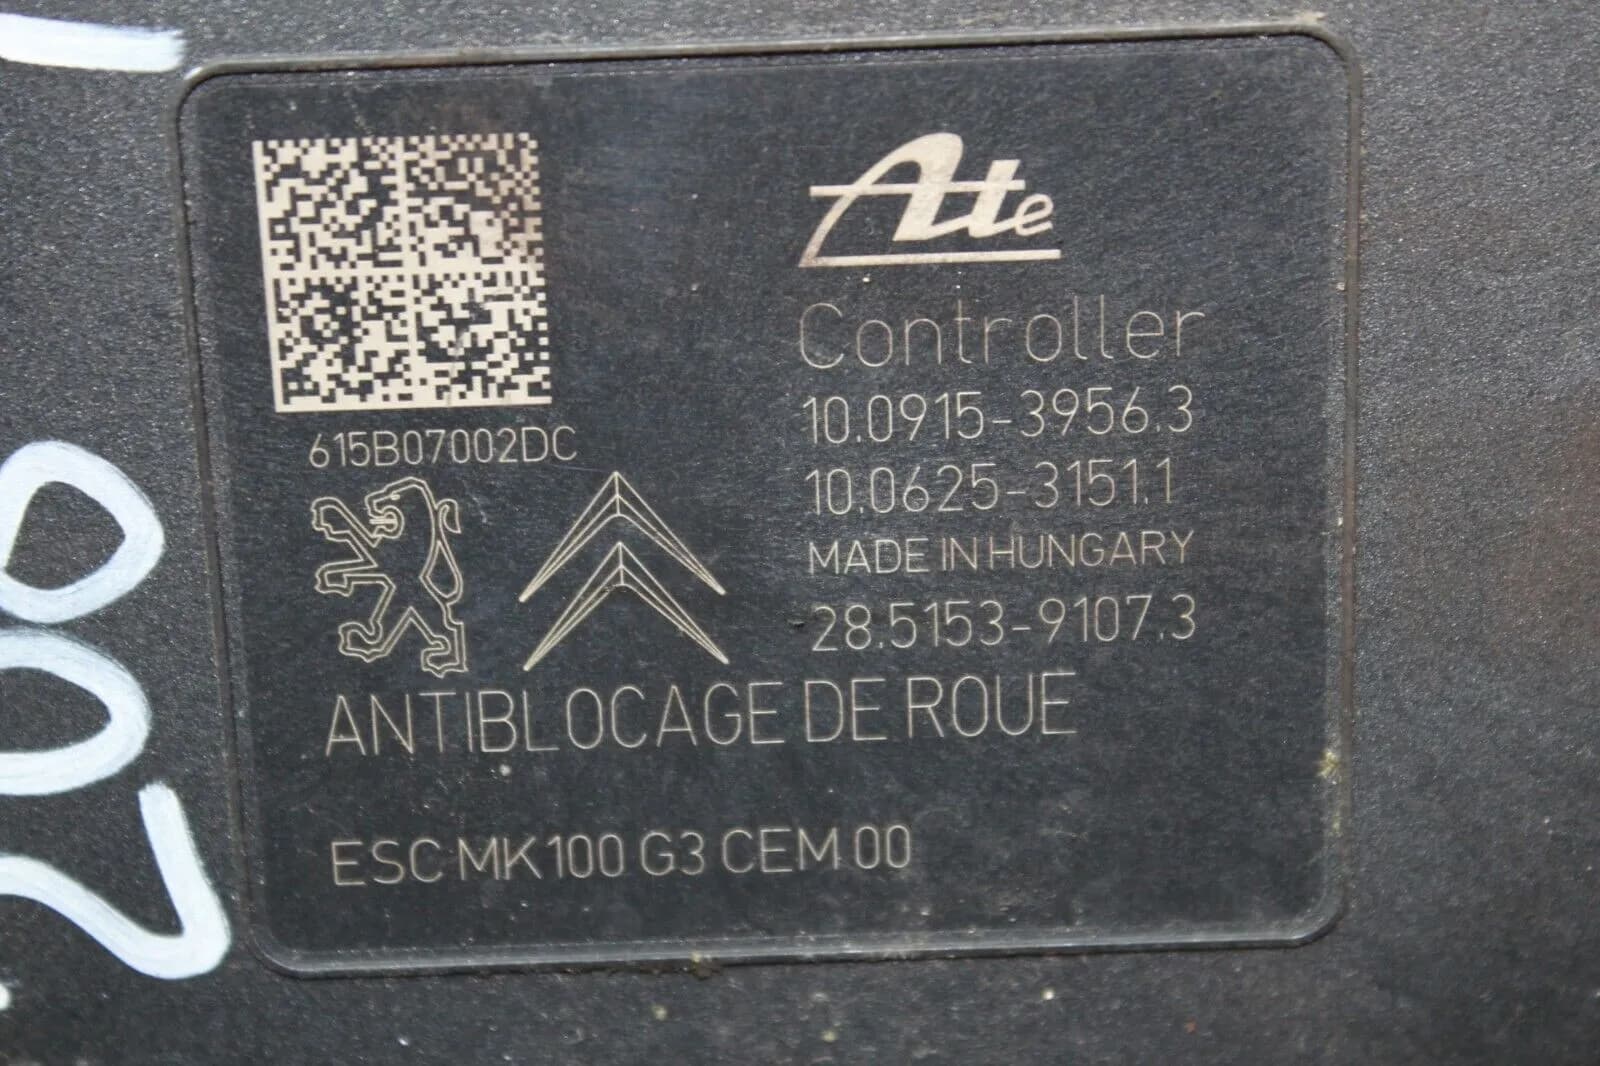 Ate
Controller
10.0915-3956.3
10.0625-3151.1
MADE IN HUNGARY
28.5153-9107.3
615B07002DC
ANTIBLOCAGE DE ROUE
ESC MK100 G3 CEM 00